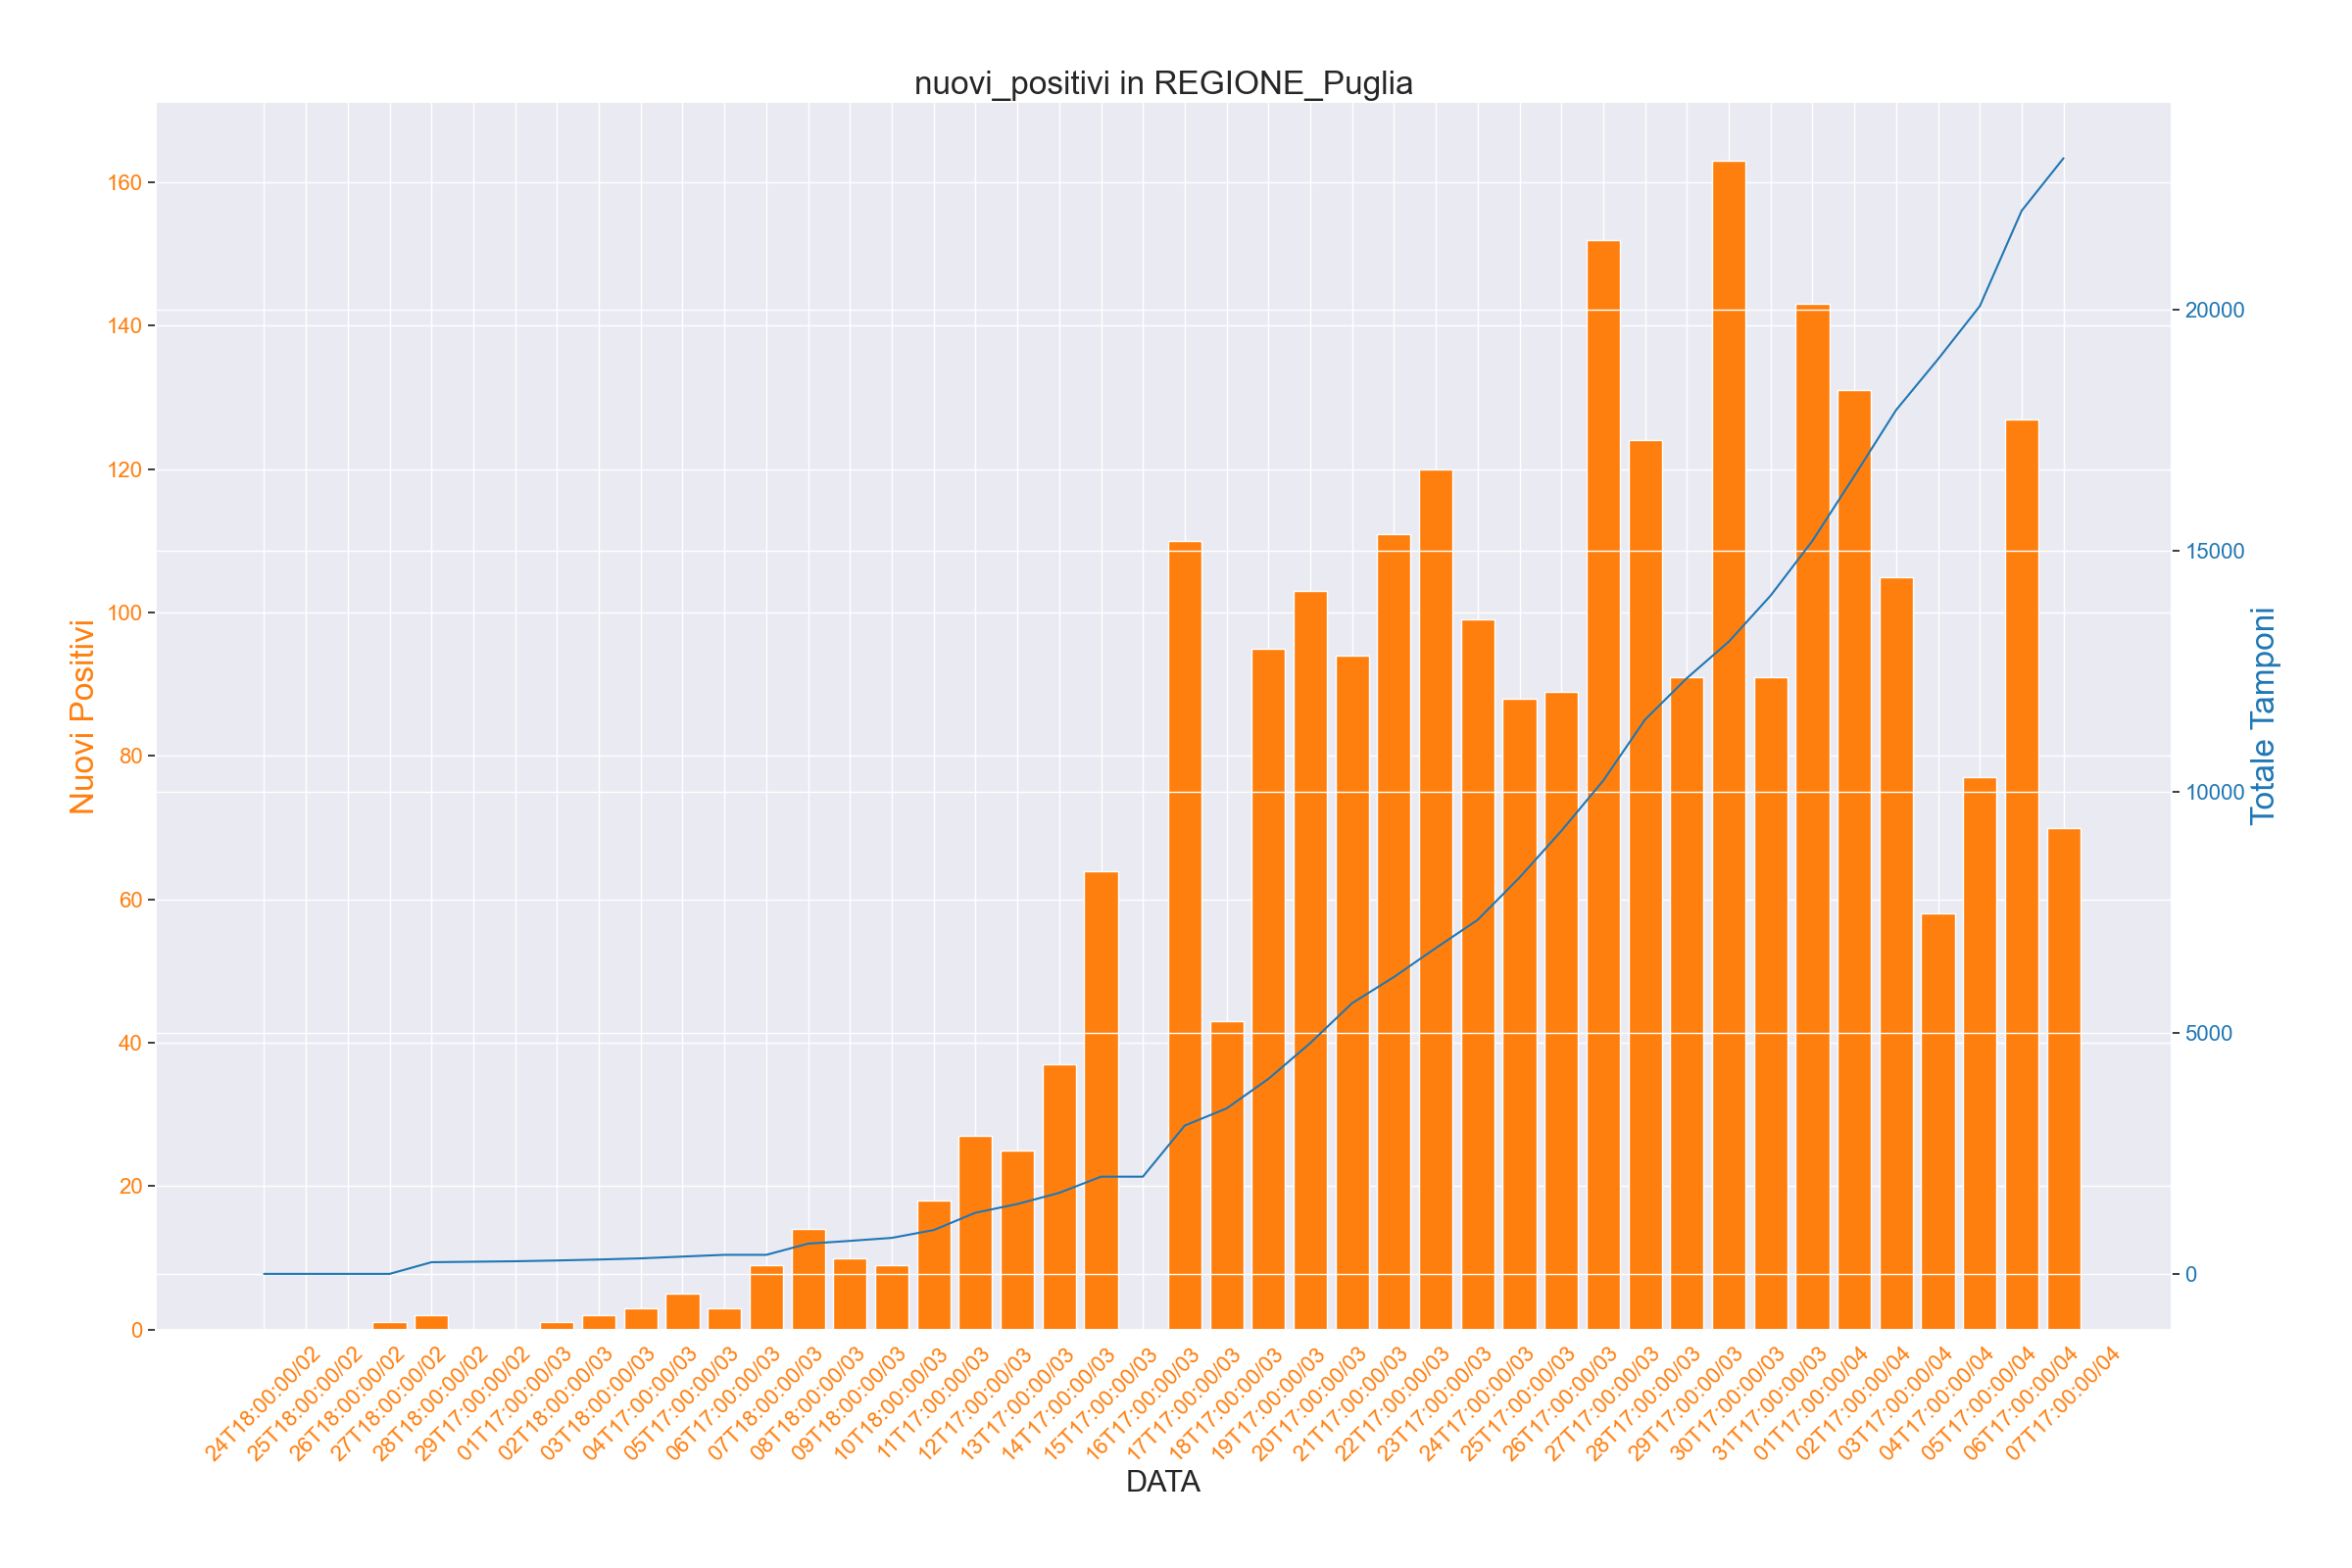 nuovi_positivi in REGIONE_Puglia
160
140
120
100
80
60
40
20
0
Nuovi Positivi
20000
15000
10000
5000
0
Totale Tamponi
24T18:00:00/02
25T18:00:00/02
26T18:00:00/02
27T18:00:00/02
28T18:00:00/02
29T17:00:00/02
01T17:00:00/03
02T18:00:00/03
03T18:00:00/03
04T17:00:00/03
05T17:00:00/03
06T17:00:00/03
07T18:00:00/03
08T18:00:00/03
09T18:00:00/03
10T18:00:00/03
11T17:00:00/03
12T17:00:00/03
13T17:00:00/03
14T17:00:00/03
15T17:00:00/03
16T17:00:00/03
17T17:00:00/03
18T17:00:00/03
19T17:00:00/03
20T17:00:00/03
21T17:00:00/03
22T17:00:00/03
23T17:00:00/03
24T17:00:00/03
25T17:00:00/03
26T17:00:00/03
27T17:00:00/03
28T17:00:00/03
29T17:00:00/03
30T17:00:00/03
31T17:00:00/03
01T17:00:00/04
02T17:00:00/04
03T17:00:00/04
04T17:00:00/04
05T17:00:00/04
06T17:00:00/04
07T17:00:00/04
DATA